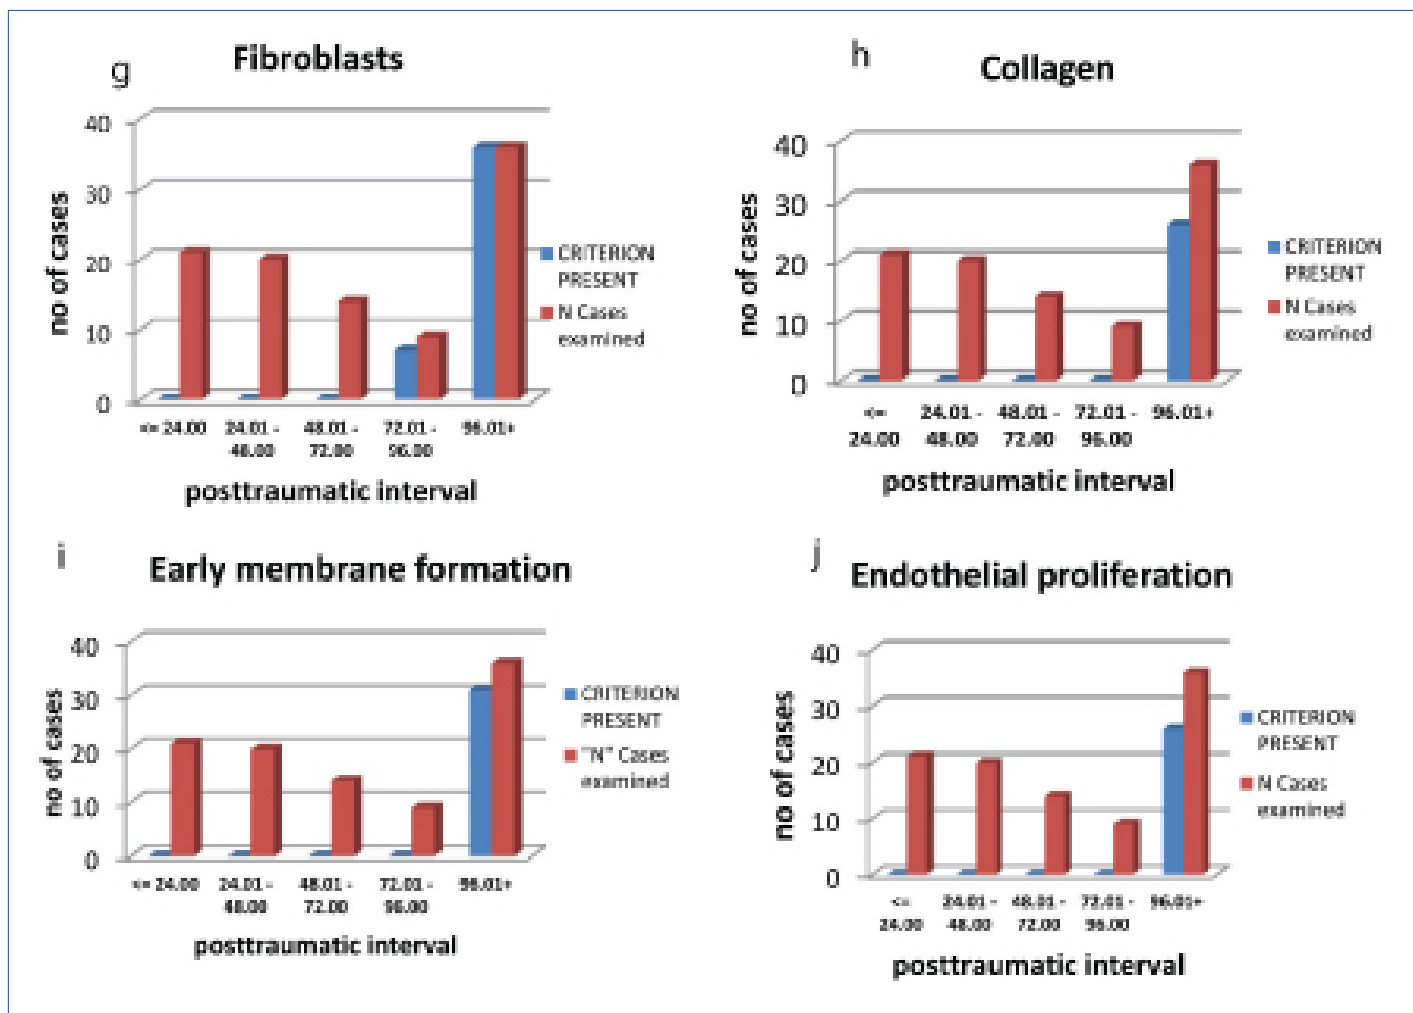 g
Fibroblasts
40
30
20
10
0
no of cases
<= 24.00
24.01 -
48.00
48.01 -
72.00
72.01 -
96.00
96.01+
posttraumatic interval
CRITERION
PRESENT
N Cases
examined
h
Collagen
40
30
20
10
0
no of cases
<=
24.00
24.01 -
48.00
48.01 -
72.00
72.01 -
96.00
96.01+
posttraumatic interval
CRITERION
PRESENT
N Cases
examined
i
Early membrane formation
40
30
20
10
0
no of cases
<= 24.00
24.01 -
48.00
48.01 -
72.00
72.01 -
96.00
96.01+
posttraumatic interval
CRITERION
PRESENT
"N" Cases
examined
j
Endothelial proliferation
40
30
20
10
0
no of cases
<=
24.00
24.01 -
48.00
48.01 -
72.00
72.01 -
96.00
96.01+
posttraumatic interval
CRITERION
PRESENT
N Cases
examined